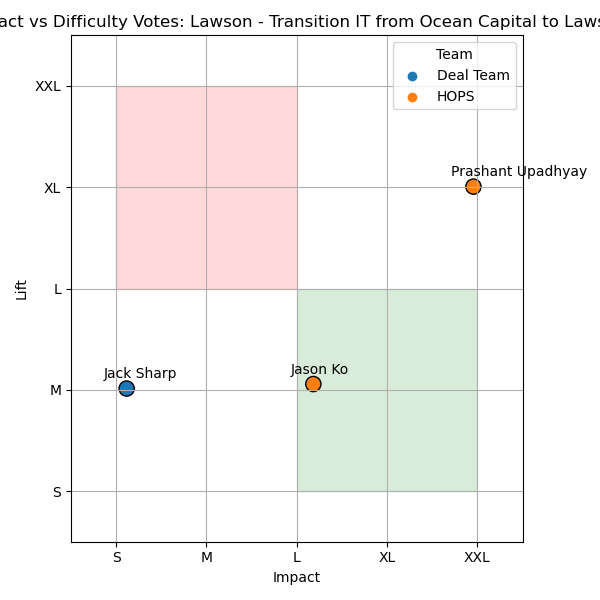 act vs Difficulty Votes: Lawson - Transition IT from Ocean Capital to Laws
Team
Deal Team
HOPS
XXL
XL
L
M
S
Lift
Prashant Upadhyay
Jason Ko
Jack Sharp
S M L XL XXL
Impact